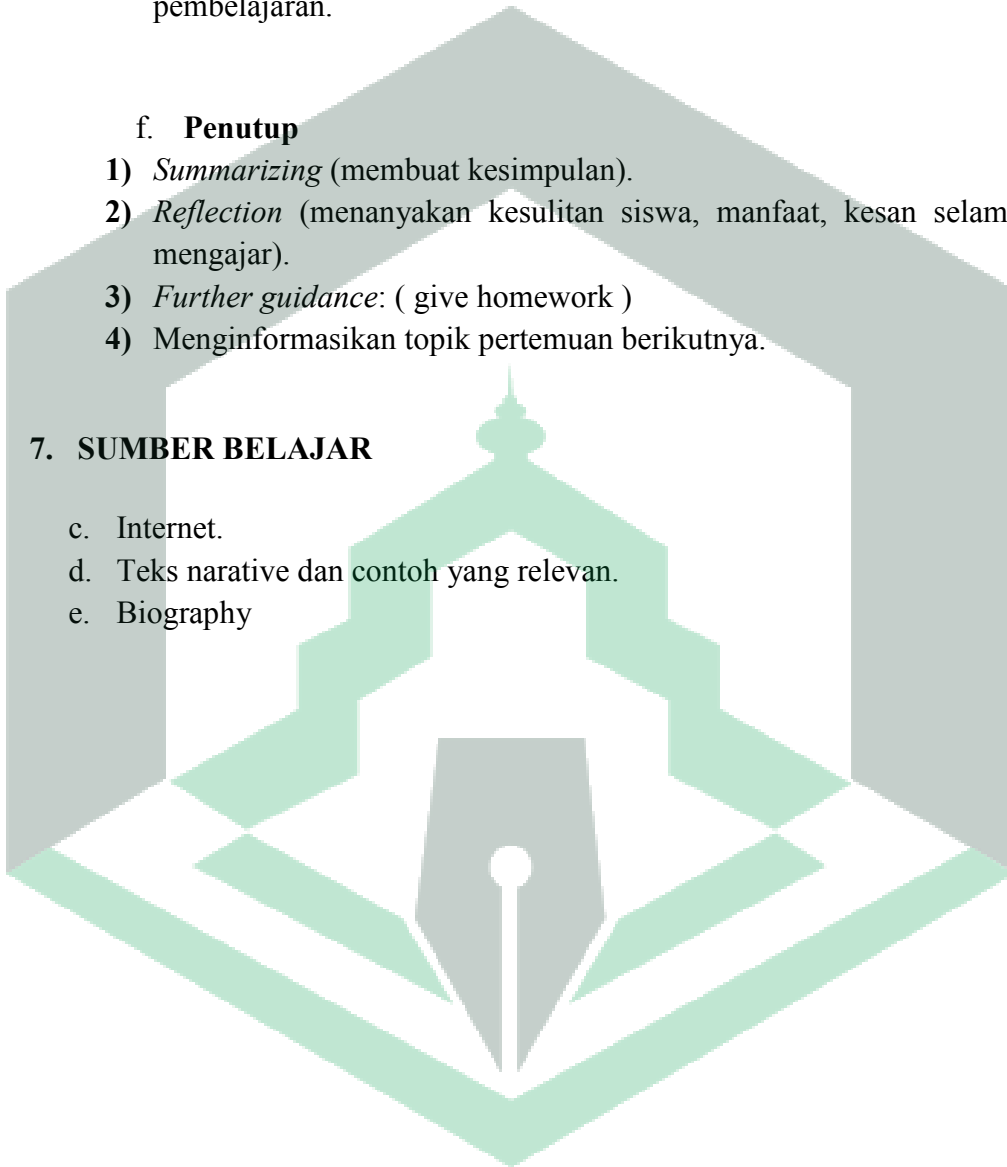 pembelajaran.
f. Penutup
1) Summarizing (membuat kesimpulan).
2) Reflection (menanyakan kesulitan siswa, manfaat, kesan selam
mengajar).
3) Further guidance: ( give homework )
4) Menginformasikan topik pertemuan berikutnya.
7. SUMBER BELAJAR
c. Internet.
d. Teks narative dan contoh yang relevan.
e. Biography